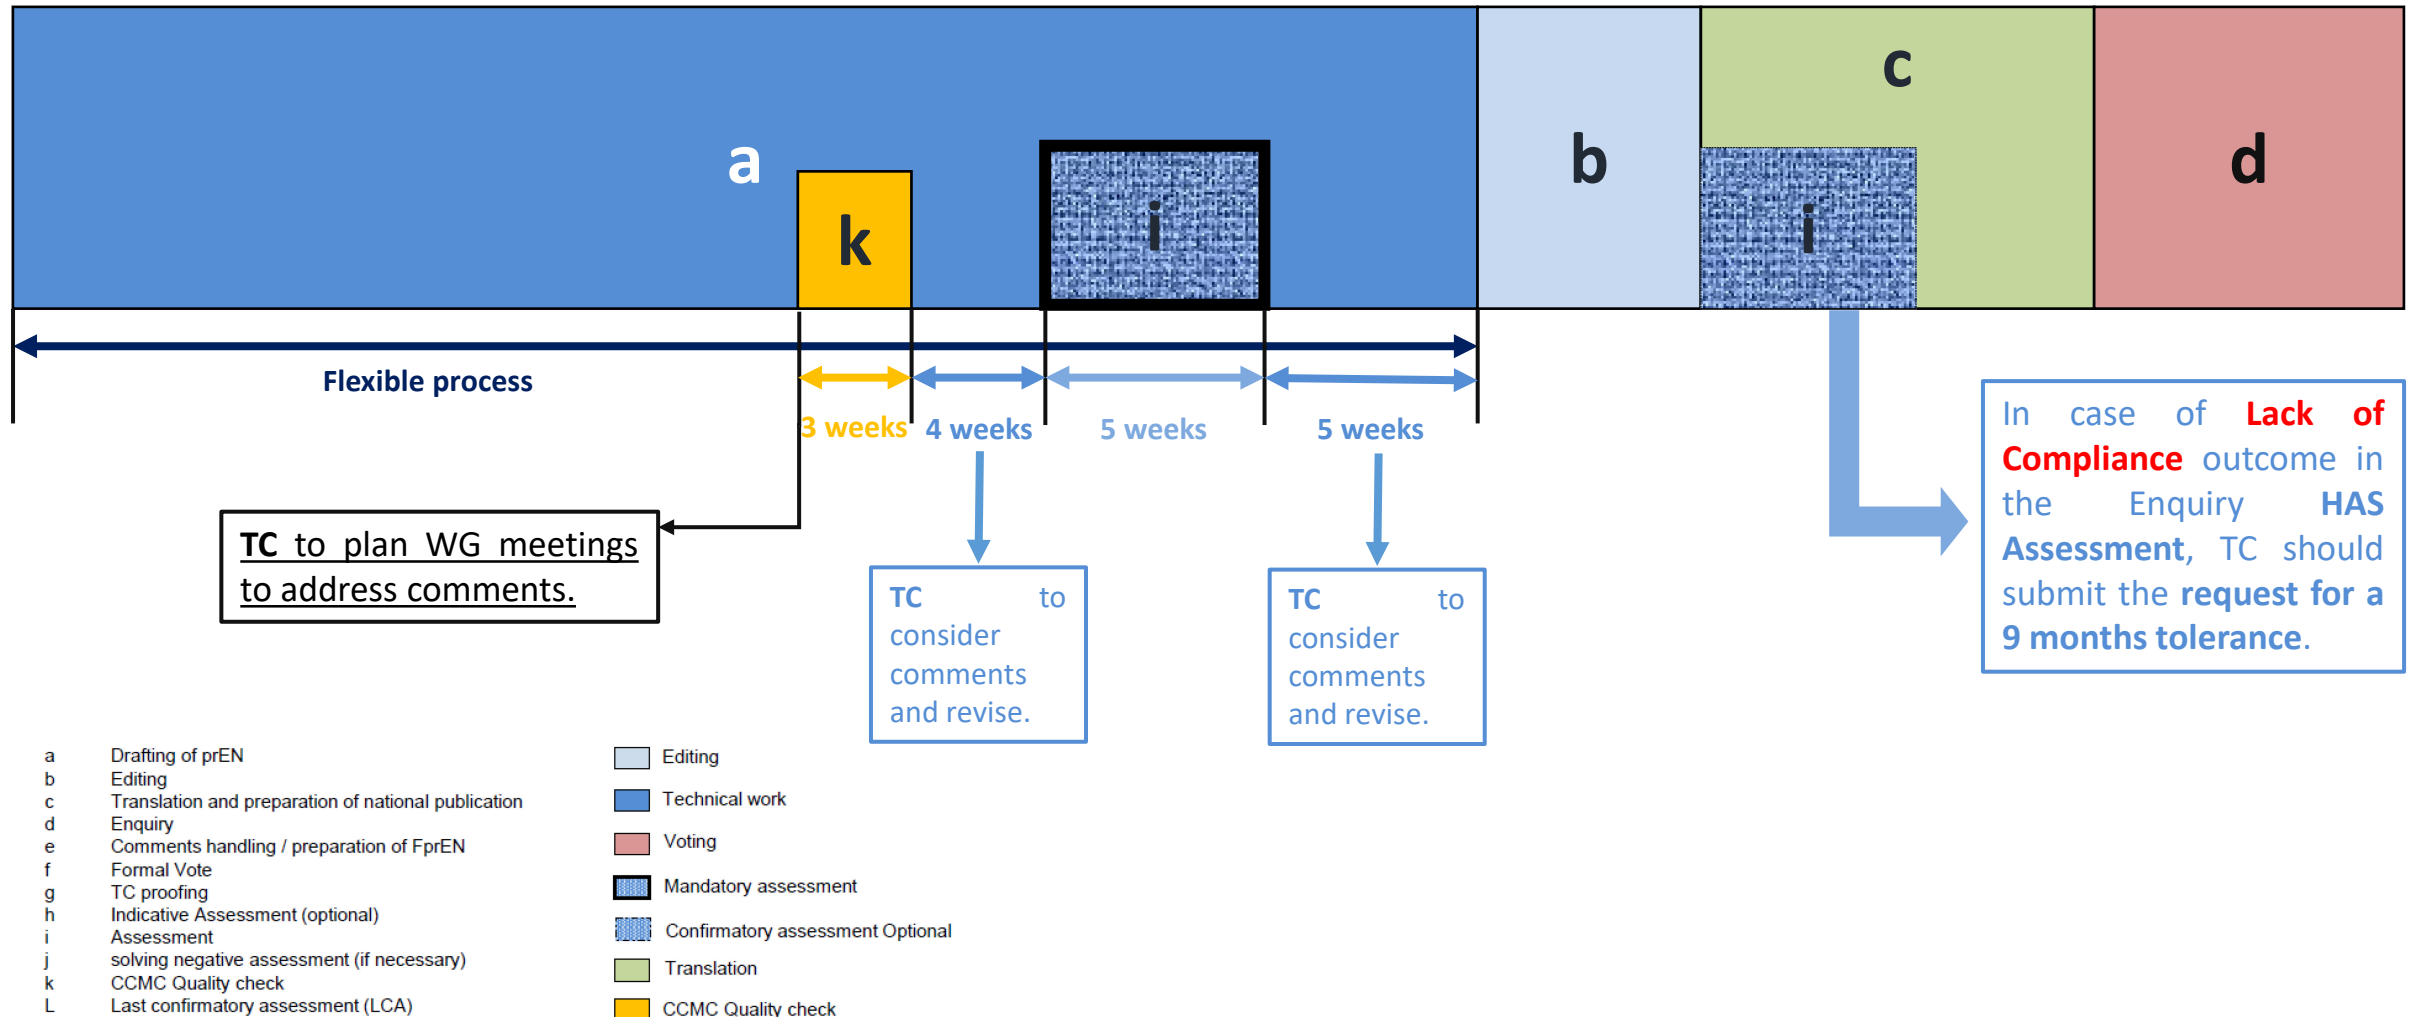 a
k
i
b
c
i
d
Flexible process
3 weeks
4 weeks
5 weeks
5 weeks
TC to plan WG meetings
to address comments.
TC to
consider
comments
and revise.
TC to
consider
comments
and revise.
In case of Lack of
Compliance outcome in
the Enquiry HAS
Assessment, TC should
submit the request for a
9 months tolerance.
a Drafting of prEN
b Editing
c Translation and preparation of national publication
d Enquiry
e Comments handling / preparation of FprEN
f Formal Vote
g TC proofing
h Indicative Assessment (optional)
i Assessment
j solving negative assessment (if necessary)
k CCMC Quality check
L Last confirmatory assessment (LCA)
Editing
Technical work
Voting
Mandatory assessment
Confirmatory assessment Optional
Translation
CCMC Quality check